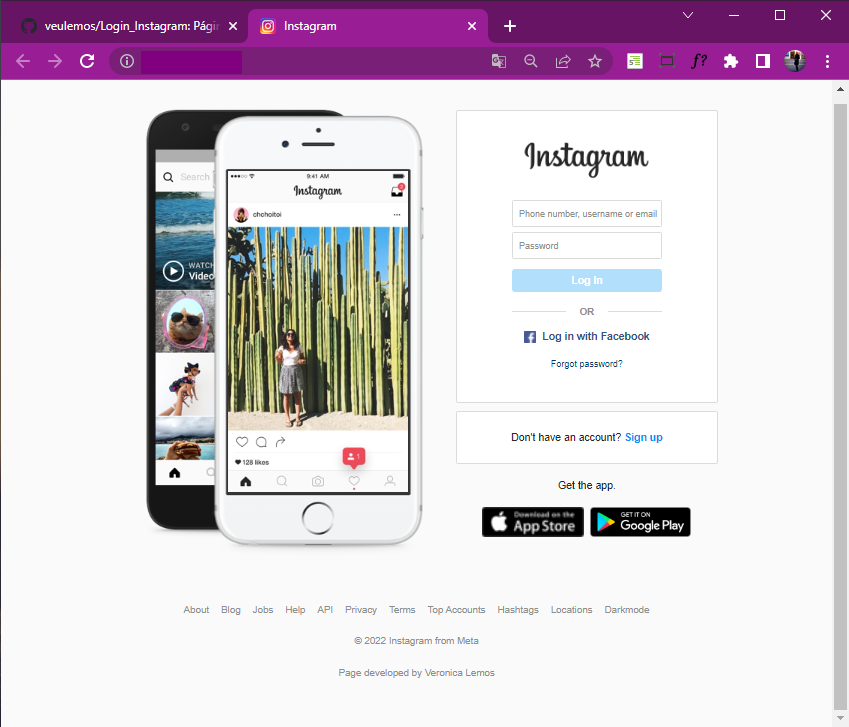 veulemos/Login_Instagram: Págin
Instagram
f?
Search
WATCH
Video
9:41 AM
Instagram
chchoitoi
128 likes
1
Instagram
Phone number, username or email
Password
Log In
OR
Log in with Facebook
Forgot password?
Don't have an account? Sign up
Get the app.
Download on the
App Store
GET IT ON
Google Play
About Blog Jobs Help API Privacy Terms Top Accounts Hashtags Locations Darkmode
© 2022 Instagram from Meta
Page developed by Veronica Lemos